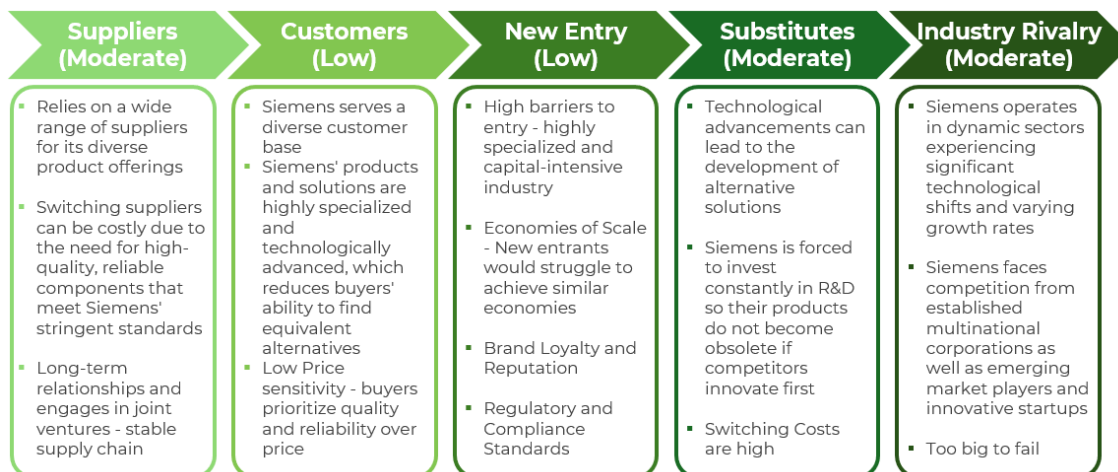 Suppliers
(Moderate)
▪ Relies on a wide
range of suppliers
for its diverse
product offerings
▪ Switching suppliers
can be costly due to
the need for high-
quality, reliable
components that
meet Siemens'
stringent standards
▪ Long-term
relationships and
engages in joint
ventures - stable
supply chain
Customers
(Low)
▪ Siemens serves a
diverse customer
base
▪ Siemens' products
and solutions are
highly specialized
and
technologically
advanced, which
reduces buyers'
ability to find
equivalent
alternatives
▪ Low Price
sensitivity - buyers
prioritize quality
and reliability over
price
New Entry
(Low)
▪ High barriers to
entry - highly
specialized and
capital-intensive
industry
▪ Economies of Scale
- New entrants
would struggle to
achieve similar
economies
▪ Brand Loyalty and
Reputation
▪ Regulatory and
Compliance
Standards
Substitutes
(Moderate)
▪ Technological
advancements can
lead to the
development of
alternative
solutions
▪ Siemens is forced
to invest
constantly in R&D
so their products
do not become
obsolete if
competitors
innovate first
▪ Switching Costs
are high
Industry Rivalry
(Moderate)
▪ Siemens operates
in dynamic sectors
experiencing
significant
technological
shifts and varying
growth rates
▪ Siemens faces
competition from
established
multinational
corporations as
well as emerging
market players and
innovative startups
▪ Too big to fail